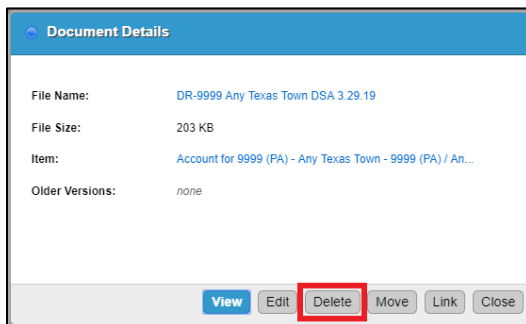 Document Details
File Name: DR-9999 Any Texas Town DSA 3.29.19
File Size: 203 KB
Item: Account for 9999 (PA) - Any Texas Town - 9999 (PA) / An...
Older Versions: none
View Edit Delete Move Link Close